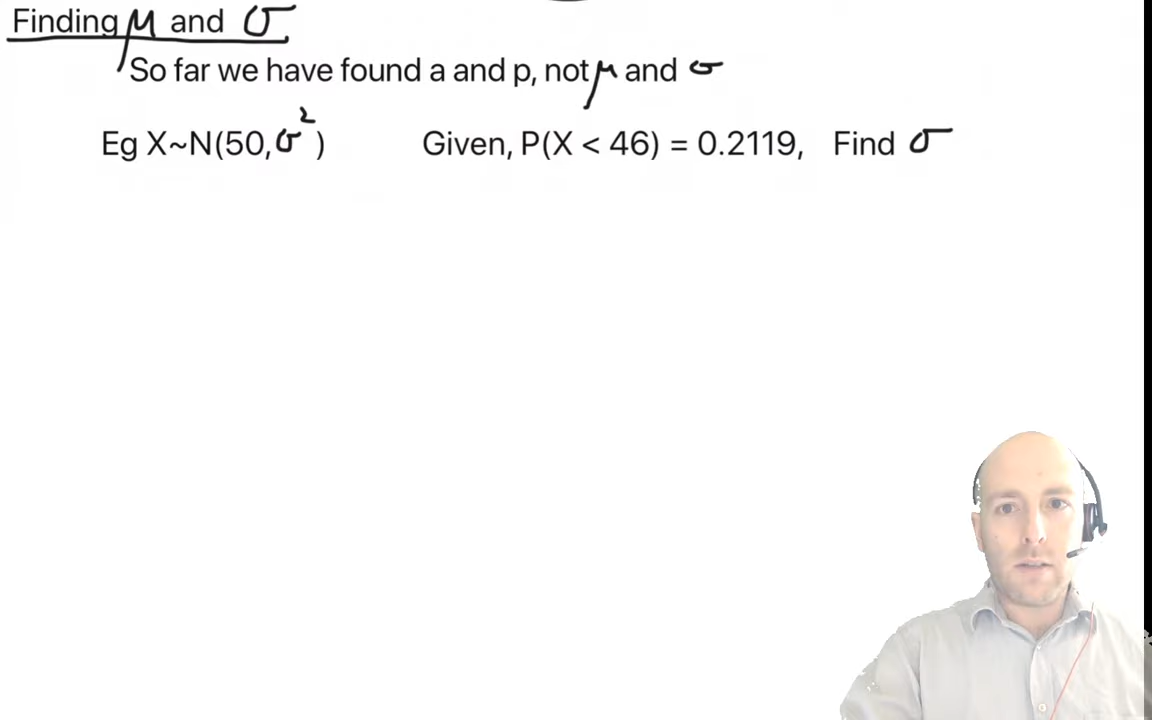 Finding μ and σ
So far we have found a and p, not μ and σ
Eg X~N(50,σ²) Given, P(X < 46) = 0.2119, Find σ